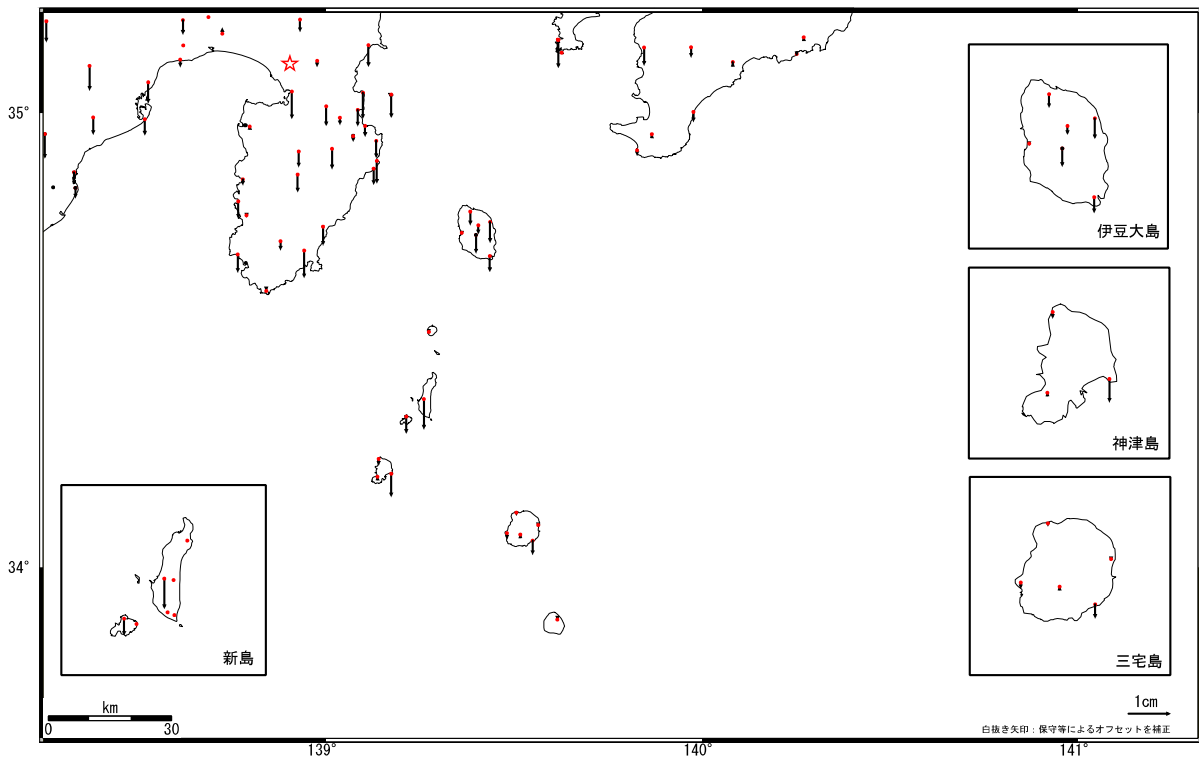 35°
伊豆大島
神津島
34°
新島
三宅島
km
0 30
1cm
白抜き矢印：保守等によるオフセットを補正
139° 140° 141°